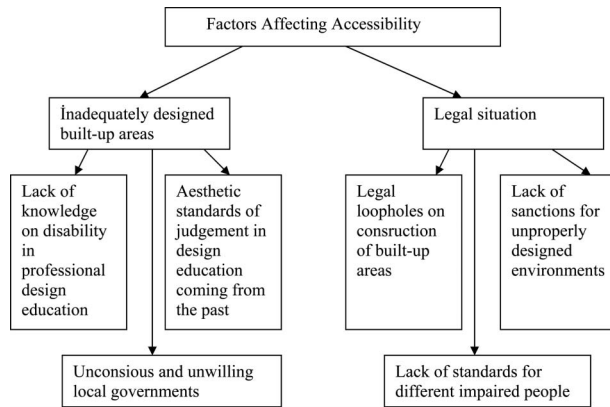 Factors Affecting Accessibility
İnadequately designed
built-up areas
Legal situation
Lack of
knowledge
on disability
in
professional
design
education
Aesthetic
standards of
judgement in
design
education
coming from
the past
Legal
loopholes on
consruction
of built-up
areas
Lack of
sanctions for
unproperly
designed
environments
Unconsious and unwilling
local governments
Lack of standards for
different impaired people